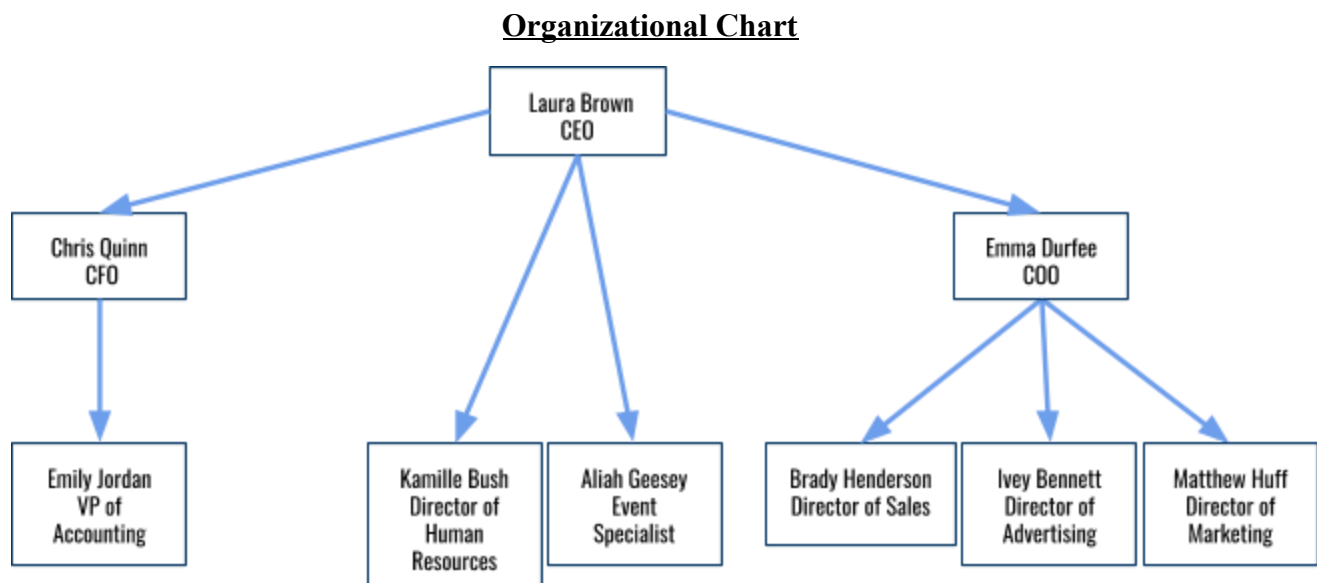 Organizational Chart
Laura Brown
CEO
Chris Quinn
CFO
Emma Durfee
COO
Emily Jordan
VP of
Accounting
Kamille Bush
Director of
Human
Resources
Aliah Geesey
Event
Specialist
Brady Henderson
Director of Sales
Ivey Bennett
Director of
Advertising
Matthew Huff
Director of
Marketing